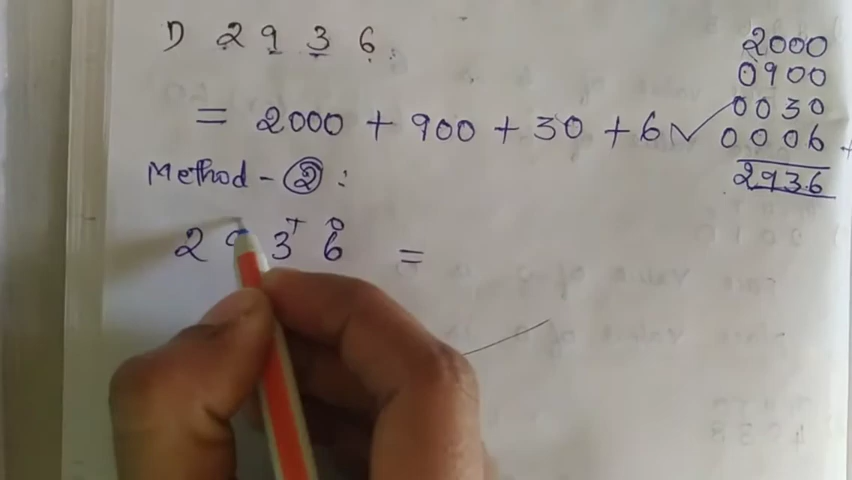 1) 2 9 3 6
2000
0900
0030
0006 +
2936
= 2000 + 900 + 30 + 6
Method - ② :
T O
2 9 3 6 =